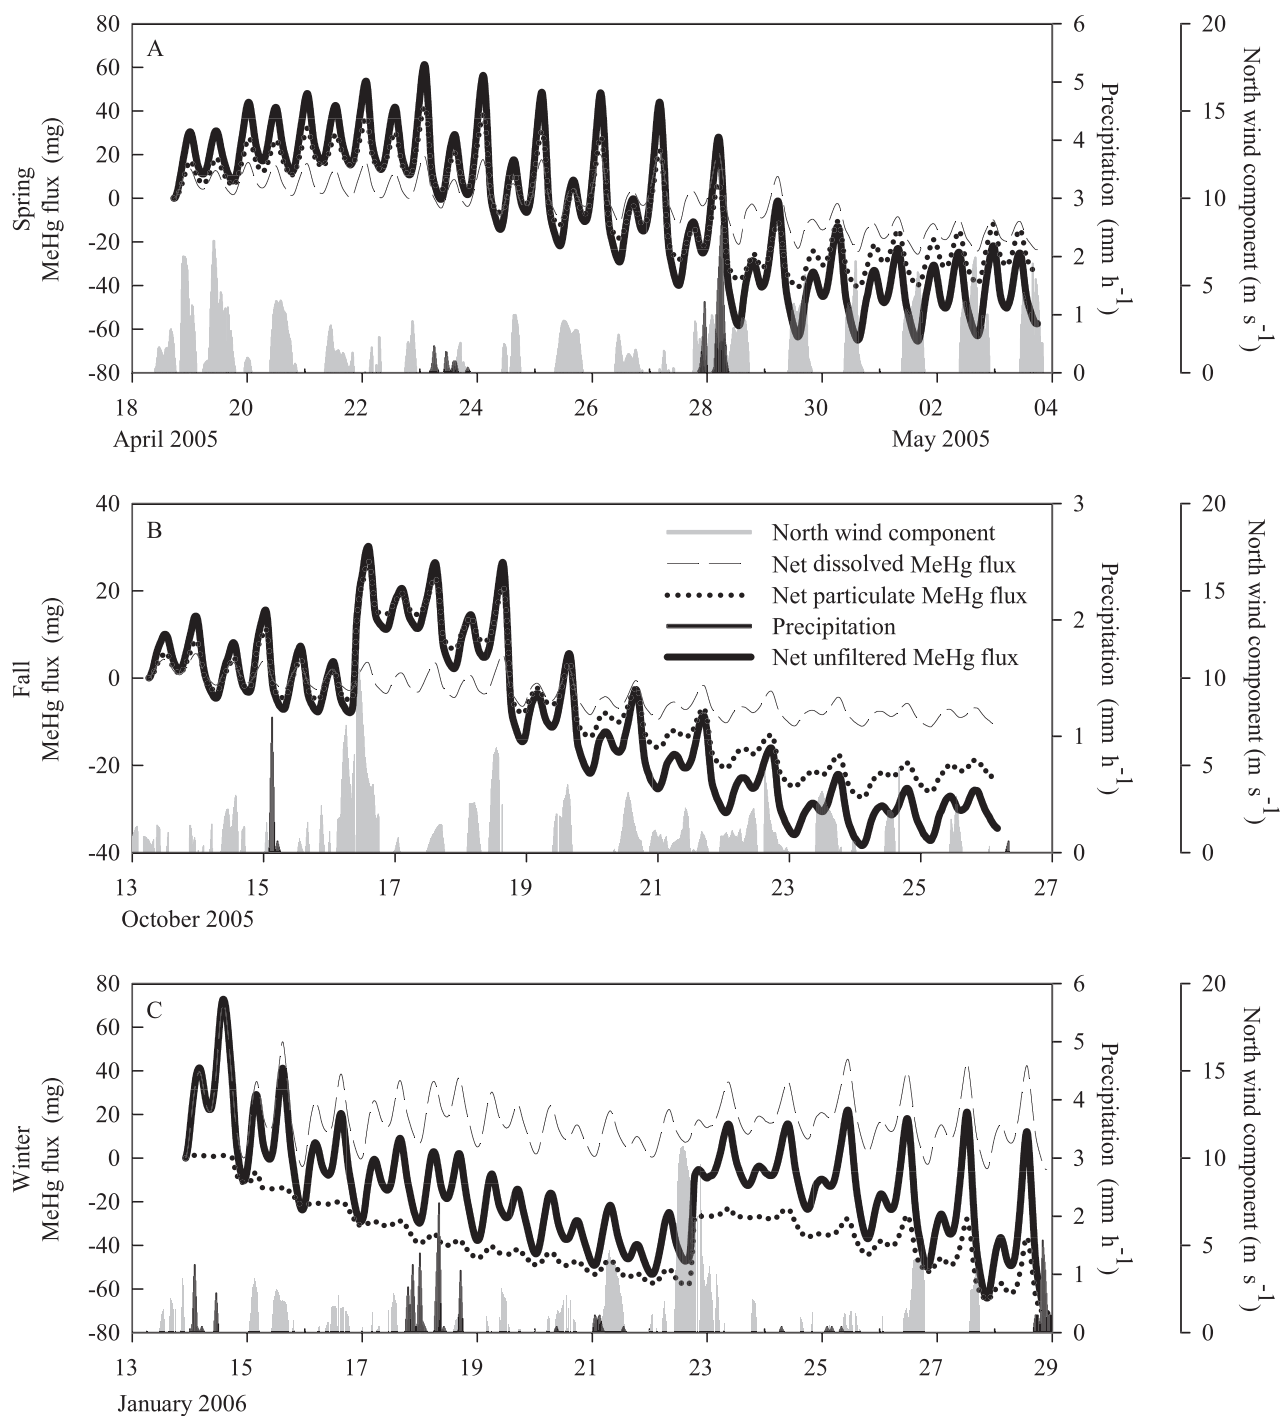 A
Spring
MeHg flux (mg)
80
60
40
20
0
-20
-40
-60
-80
6
5
4
3
2
1
0
Precipitation (mm h-1)
20
15
10
5
0
North wind component (m s-1)
18 20 22 24 26 28 30 02 04
April 2005 May 2005
B
Fall
MeHg flux (mg)
40
20
0
-20
-40
North wind component
Net dissolved MeHg flux
Net particulate MeHg flux
Precipitation
Net unfiltered MeHg flux
3
2
1
0
Precipitation (mm h-1)
20
15
10
5
0
North wind component (m s-1)
13 15 17 19 21 23 25 27
October 2005
C
Winter
MeHg flux (mg)
80
60
40
20
0
-20
-40
-60
-80
6
5
4
3
2
1
0
Precipitation (mm h-1)
20
15
10
5
0
North wind component (m s-1)
13 15 17 19 21 23 25 27 29
January 2006